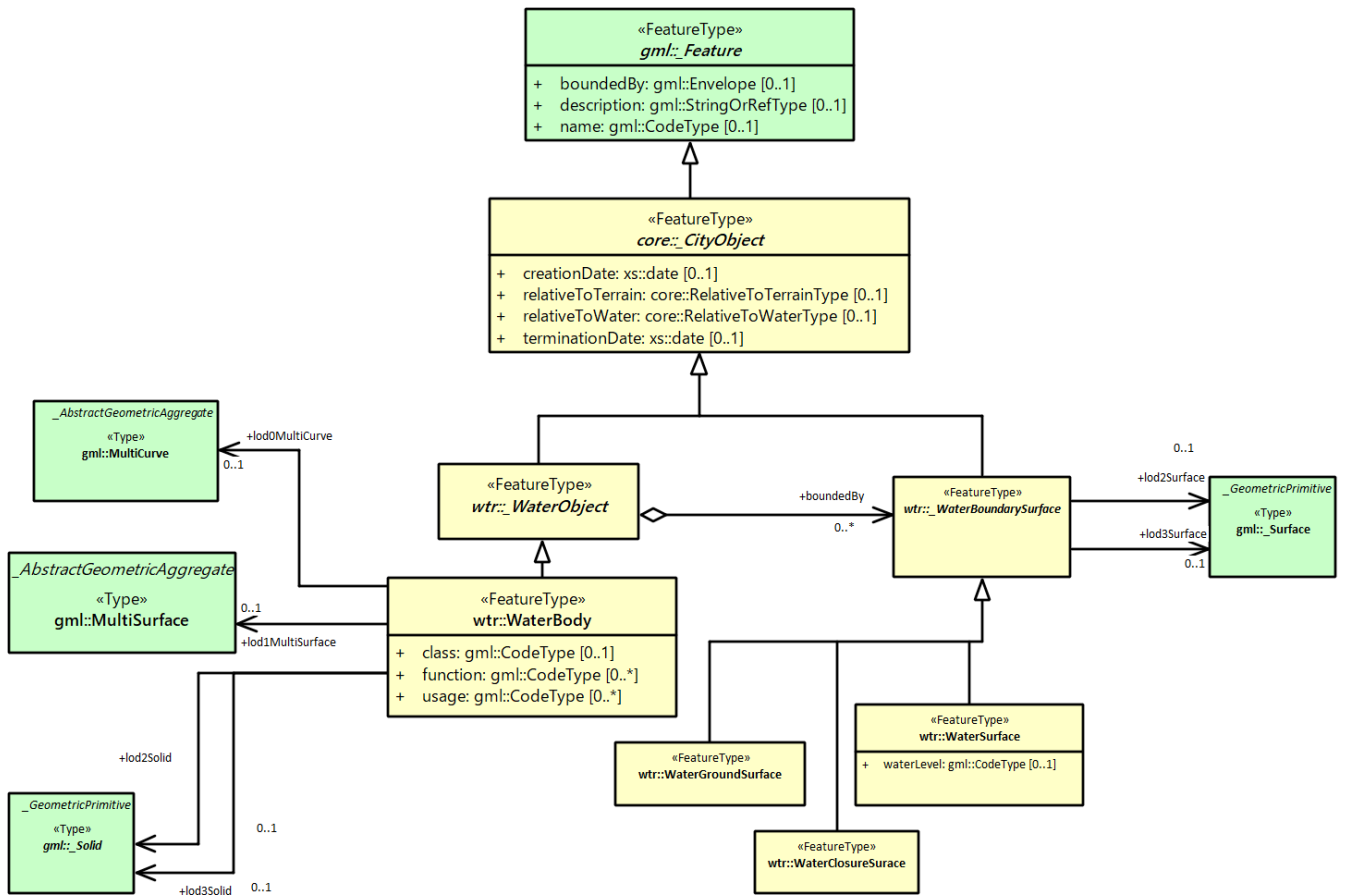 «FeatureType»
gml::_Feature
+ boundedBy: gml::Envelope [0..1]
+ description: gml::StringOrRefType [0..1]
+ name: gml::CodeType [0..1]
«FeatureType»
core::_CityObject
+ creationDate: xs::date [0..1]
+ relativeToTerrain: core::RelativeToTerrainType [0..1]
+ relativeToWater: core::RelativeToWaterType [0..1]
+ terminationDate: xs::date [0..1]
_AbstractGeometricAggregate
«Type»
gml::MultiCurve
+lod0MultiCurve
0..1
«FeatureType»
wtr::_WaterObject
+boundedBy
0..*
«FeatureType»
wtr::_WaterBoundarySurface
0..1
+lod2Surface
+lod3Surface
0..1
_GeometricPrimitive
«Type»
gml::_Surface
_AbstractGeometricAggregate
«Type»
gml::MultiSurface
0..1
+lod1MultiSurface
«FeatureType»
wtr::WaterBody
+ class: gml::CodeType [0..1]
+ function: gml::CodeType [0..*]
+ usage: gml::CodeType [0..*]
«FeatureType»
wtr::WaterGroundSurface
«FeatureType»
wtr::WaterSurface
+ waterLevel: gml::CodeType [0..1]
«FeatureType»
wtr::WaterClosureSurace
+lod2Solid
0..1
_GeometricPrimitive
«Type»
gml::_Solid
+lod3Solid
0..1